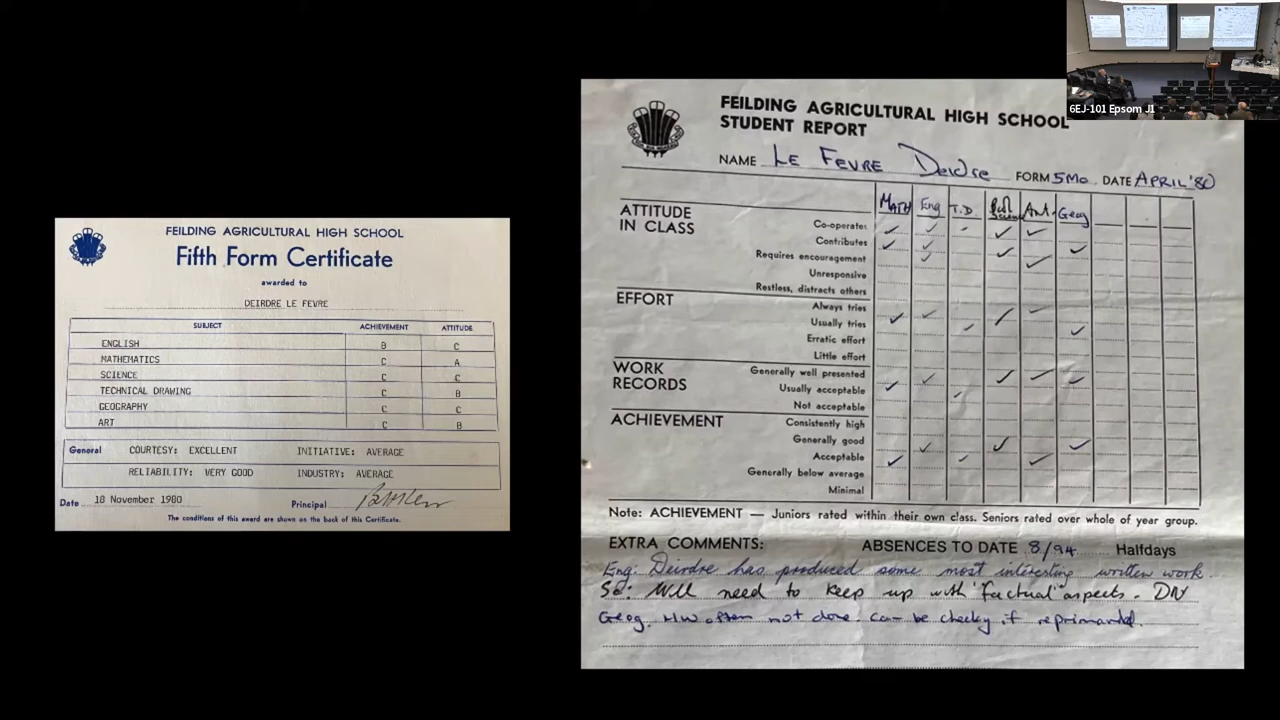 FEILDING AGRICULTURAL HIGH SCHOOL
Fifth Form Certificate
awarded to
DEIRDRE LE FEVRE
SUBJECT ACHIEVEMENT ATTITUDE
ENGLISH B C
MATHEMATICS C A
SCIENCE C C
TECHNICAL DRAWING C B
GEOGRAPHY C C
ART C B
General COURTESY: EXCELLENT INITIATIVE: AVERAGE
RELIABILITY: VERY GOOD INDUSTRY: AVERAGE
Date 18 November 1980 Principal
The conditions of this award are shown on the back of this Certificate.
FEILDING AGRICULTURAL HIGH SCHOOL
STUDENT REPORT
NAME LE FEVRE Deirdre FORM 5MO DATE APRIL '80
MATH Eng T.D. Art. Geog
ATTITUDE
IN CLASS
Co-operates
Contributes
Requires encouragement
Unresponsive
Restless, distracts others
EFFORT
Always tries
Usually tries
Erratic effort
Little effort
WORK
RECORDS
Generally well presented
Usually acceptable
Not acceptable
ACHIEVEMENT
Consistently high
Generally good
Acceptable
Generally below average
Minimal
Note: ACHIEVEMENT — Juniors rated within their own class. Seniors rated over whole of year group.
EXTRA COMMENTS: ABSENCES TO DATE 8/94 Halfdays
Eng: Deirdre has produced some most interesting written work.
Sc: Will need to keep up with "factual" aspects. DN
Geog. HW often not done. Can be cheeky if reprimanded.
6EJ-101 Epsom J1